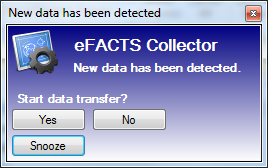 New data has been detected
eFACTS Collector
New data has been detected.
Start data transfer?
Yes No
Snooze